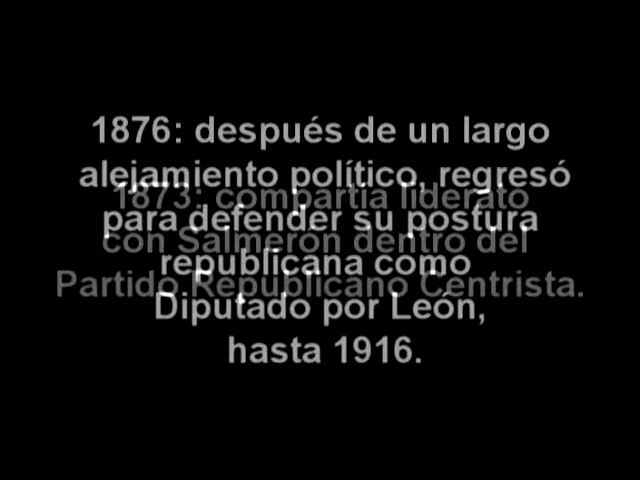 1876: después de un largo
alejamiento político, regresó
para defender su postura
republicana como
Diputado por León,
hasta 1916.
1873: compartía liderato
con Salmerón dentro del
Partido Republicano Centrista.